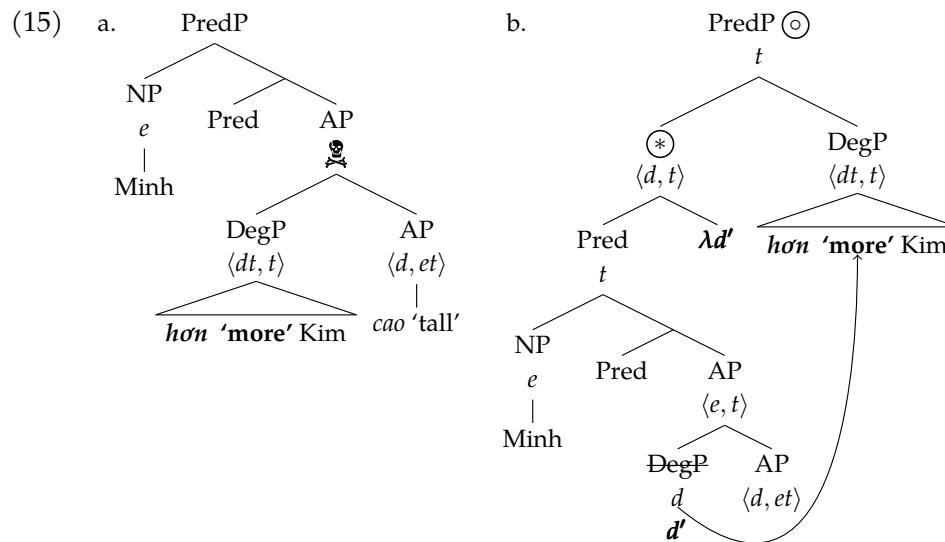 (15) a. b.
PredP PredP ⊚
t
NP
e Pred AP ⊛ DegP
☠ ⟨d, t⟩ ⟨dt, t⟩
Minh
DegP AP Pred λd′ hơn ‘more’ Kim
⟨dt, t⟩ ⟨d, et⟩ t
hơn ‘more’ Kim cao ‘tall’
NP Pred AP
e ⟨e, t⟩
Minh
DegP AP
d ⟨d, et⟩
d′